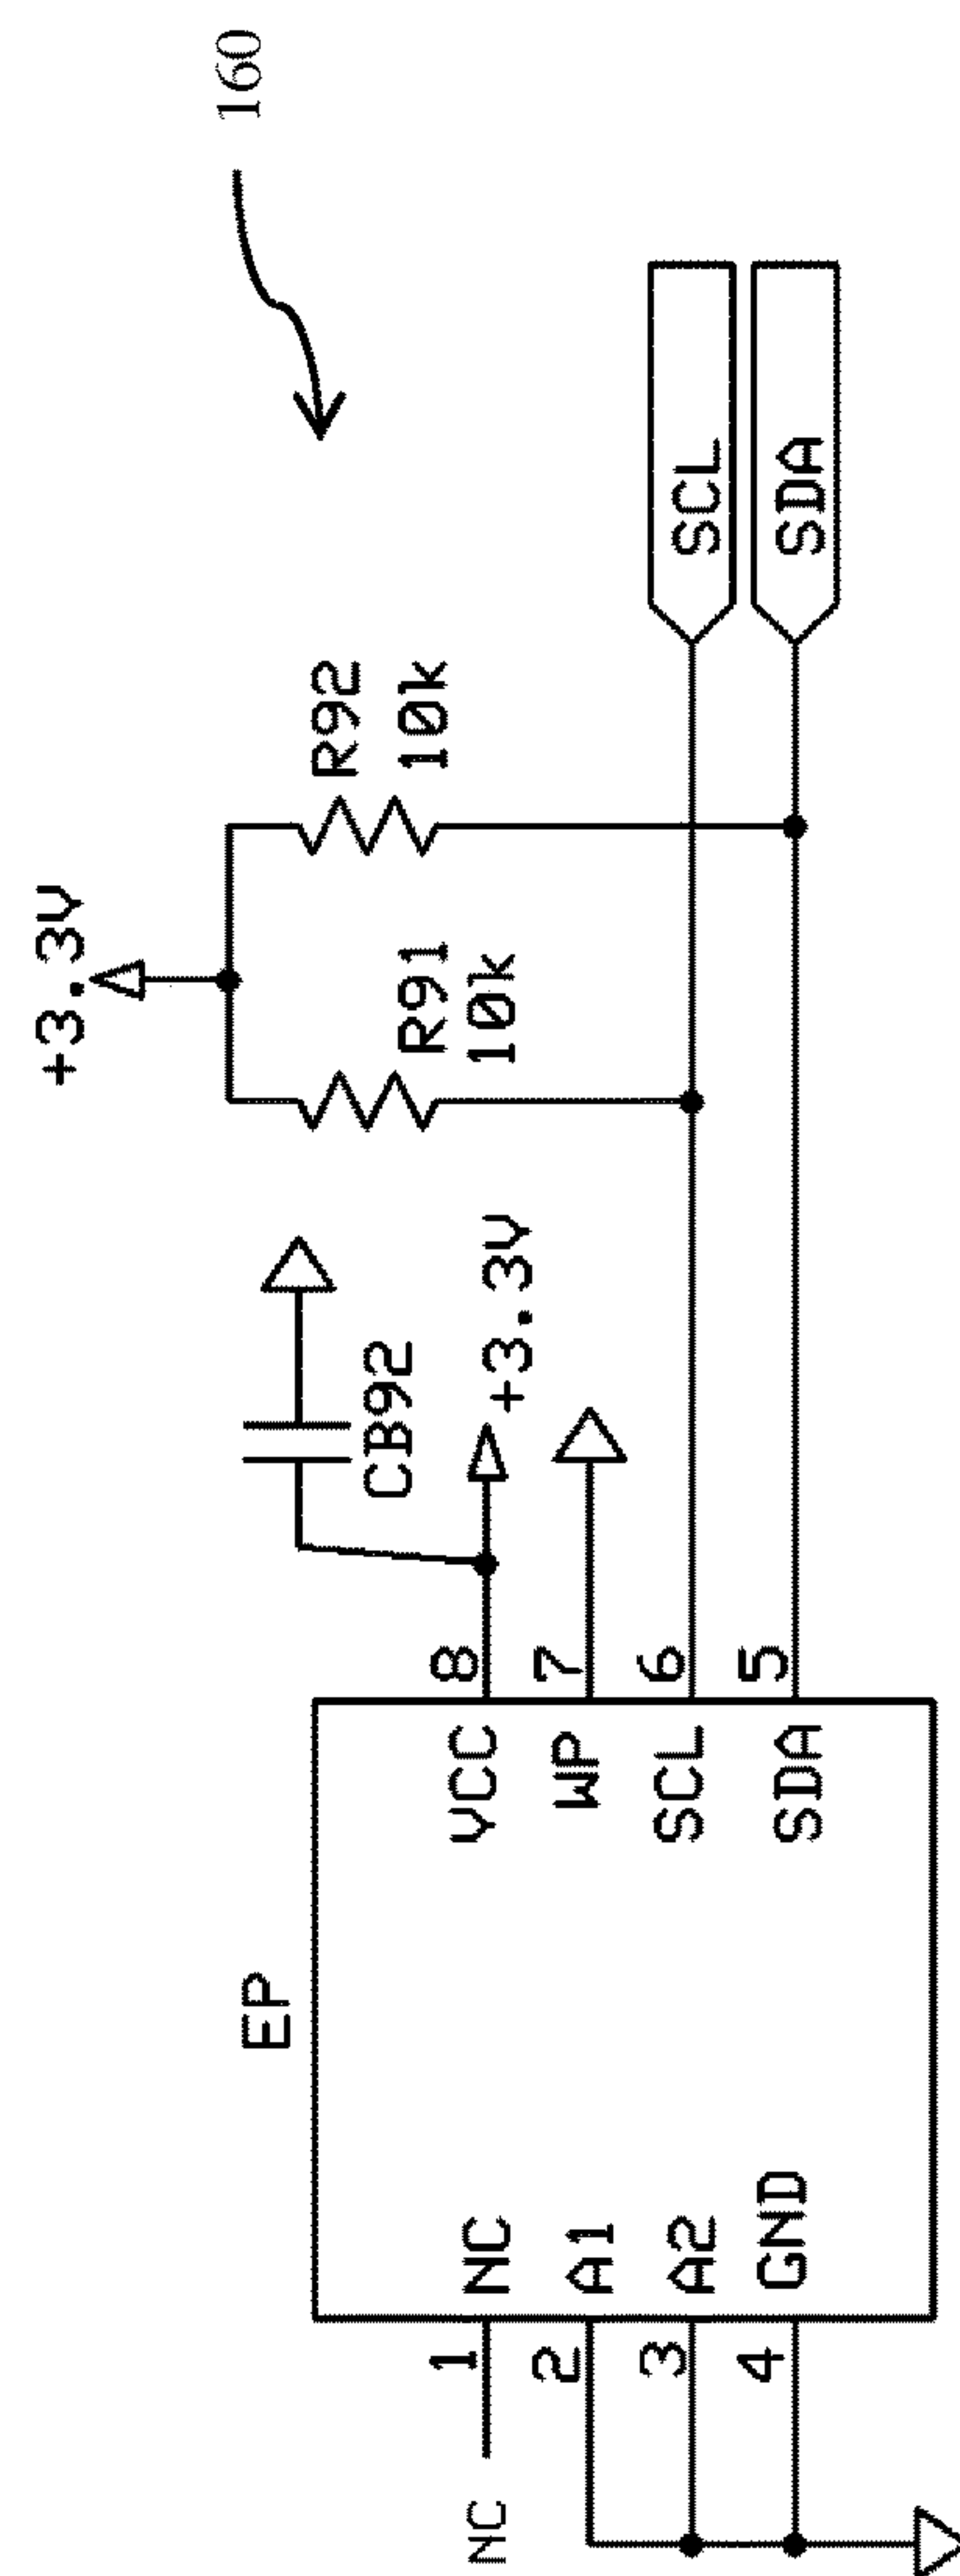 160
+3.3V
R92
10k
R91
10k
CB92
+3.3V
EP
NC
1
NC
2
A1
3
A2
4
GND
VCC
8
WP
7
SCL
6
SDA
5
SCL
SDA